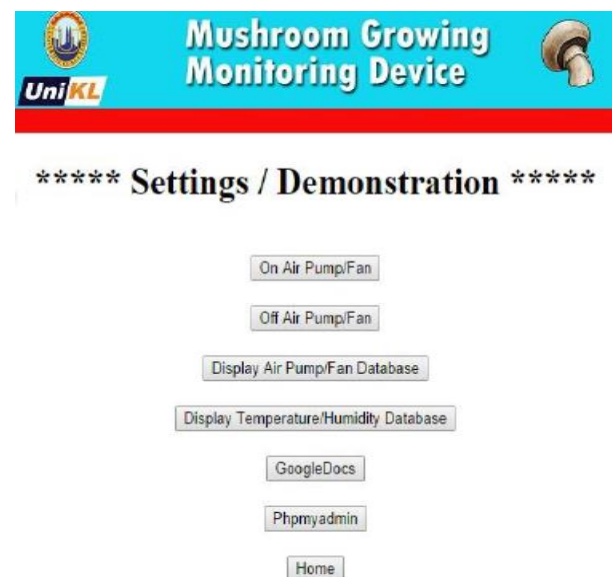 Mushroom Growing
Monitoring Device
UniKL
***** Settings / Demonstration *****
On Air Pump/Fan
Off Air Pump/Fan
Display Air Pump/Fan Database
Display Temperature/Humidity Database
GoogleDocs
Phpmyadmin
Home